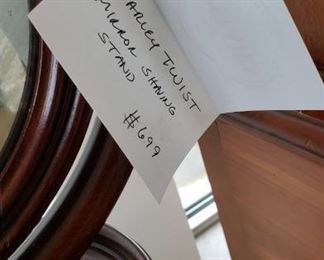 BARLEY TWIST
MIRROR SHAVING
STAND
#699